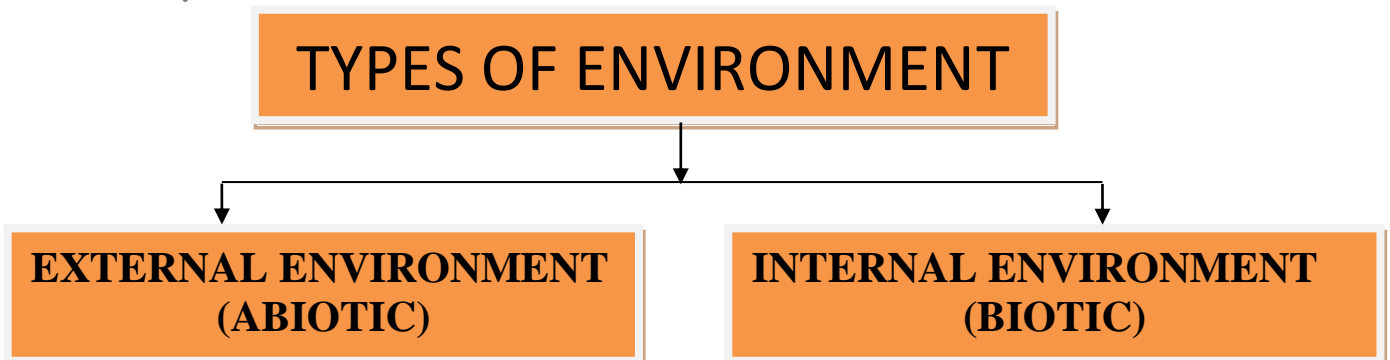 TYPES OF ENVIRONMENT
EXTERNAL ENVIRONMENT
(ABIOTIC)
INTERNAL ENVIRONMENT
(BIOTIC)